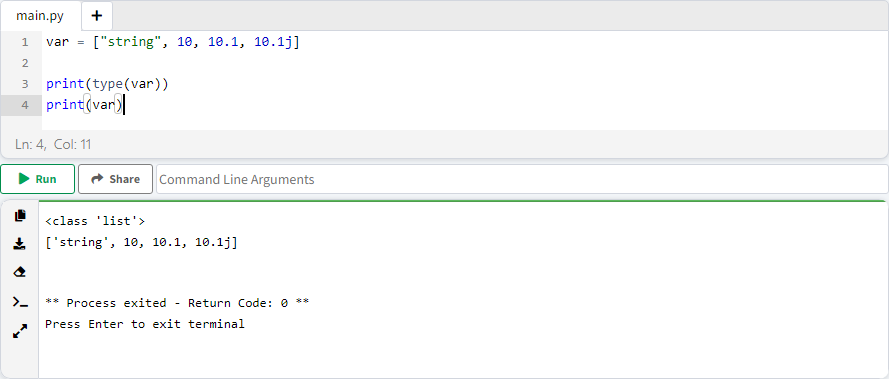 main.py +
1 var = ["string", 10, 10.1, 10.1j]
2
3 print(type(var))
4 print(var)
Ln: 4, Col: 11
Run Share Command Line Arguments
<class 'list'>
['string', 10, 10.1, 10.1j]
** Process exited - Return Code: 0 **
Press Enter to exit terminal